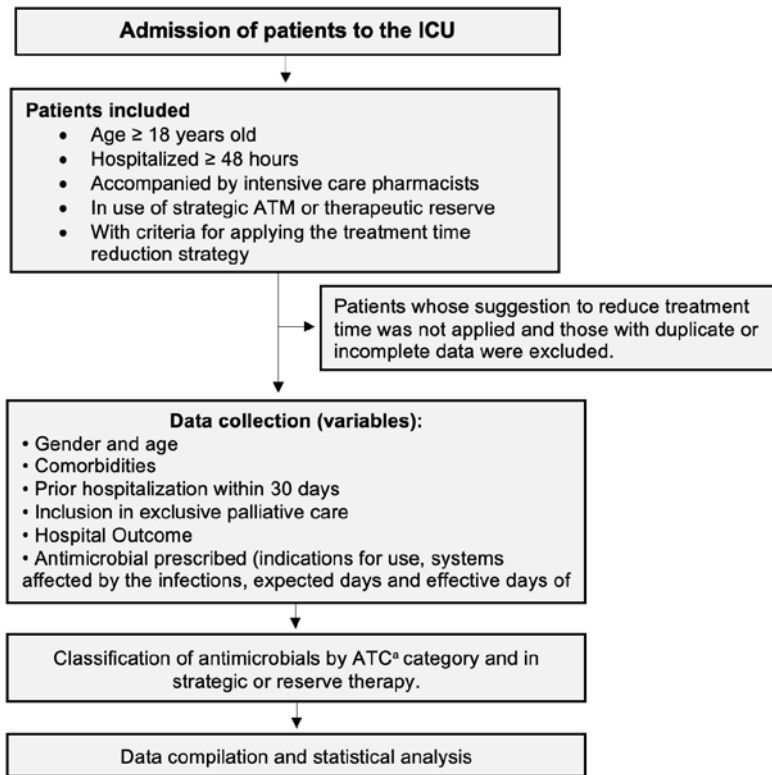 Admission of patients to the ICU
Patients included
• Age ≥ 18 years old
• Hospitalized ≥ 48 hours
• Accompanied by intensive care pharmacists
• In use of strategic ATM or therapeutic reserve
• With criteria for applying the treatment time
reduction strategy
Patients whose suggestion to reduce treatment
time was not applied and those with duplicate or
incomplete data were excluded.
Data collection (variables):
• Gender and age
• Comorbidities
• Prior hospitalization within 30 days
• Inclusion in exclusive palliative care
• Hospital Outcome
• Antimicrobial prescribed (indications for use, systems
affected by the infections, expected days and effective days of
Classification of antimicrobials by ATCª category and in
strategic or reserve therapy.
Data compilation and statistical analysis